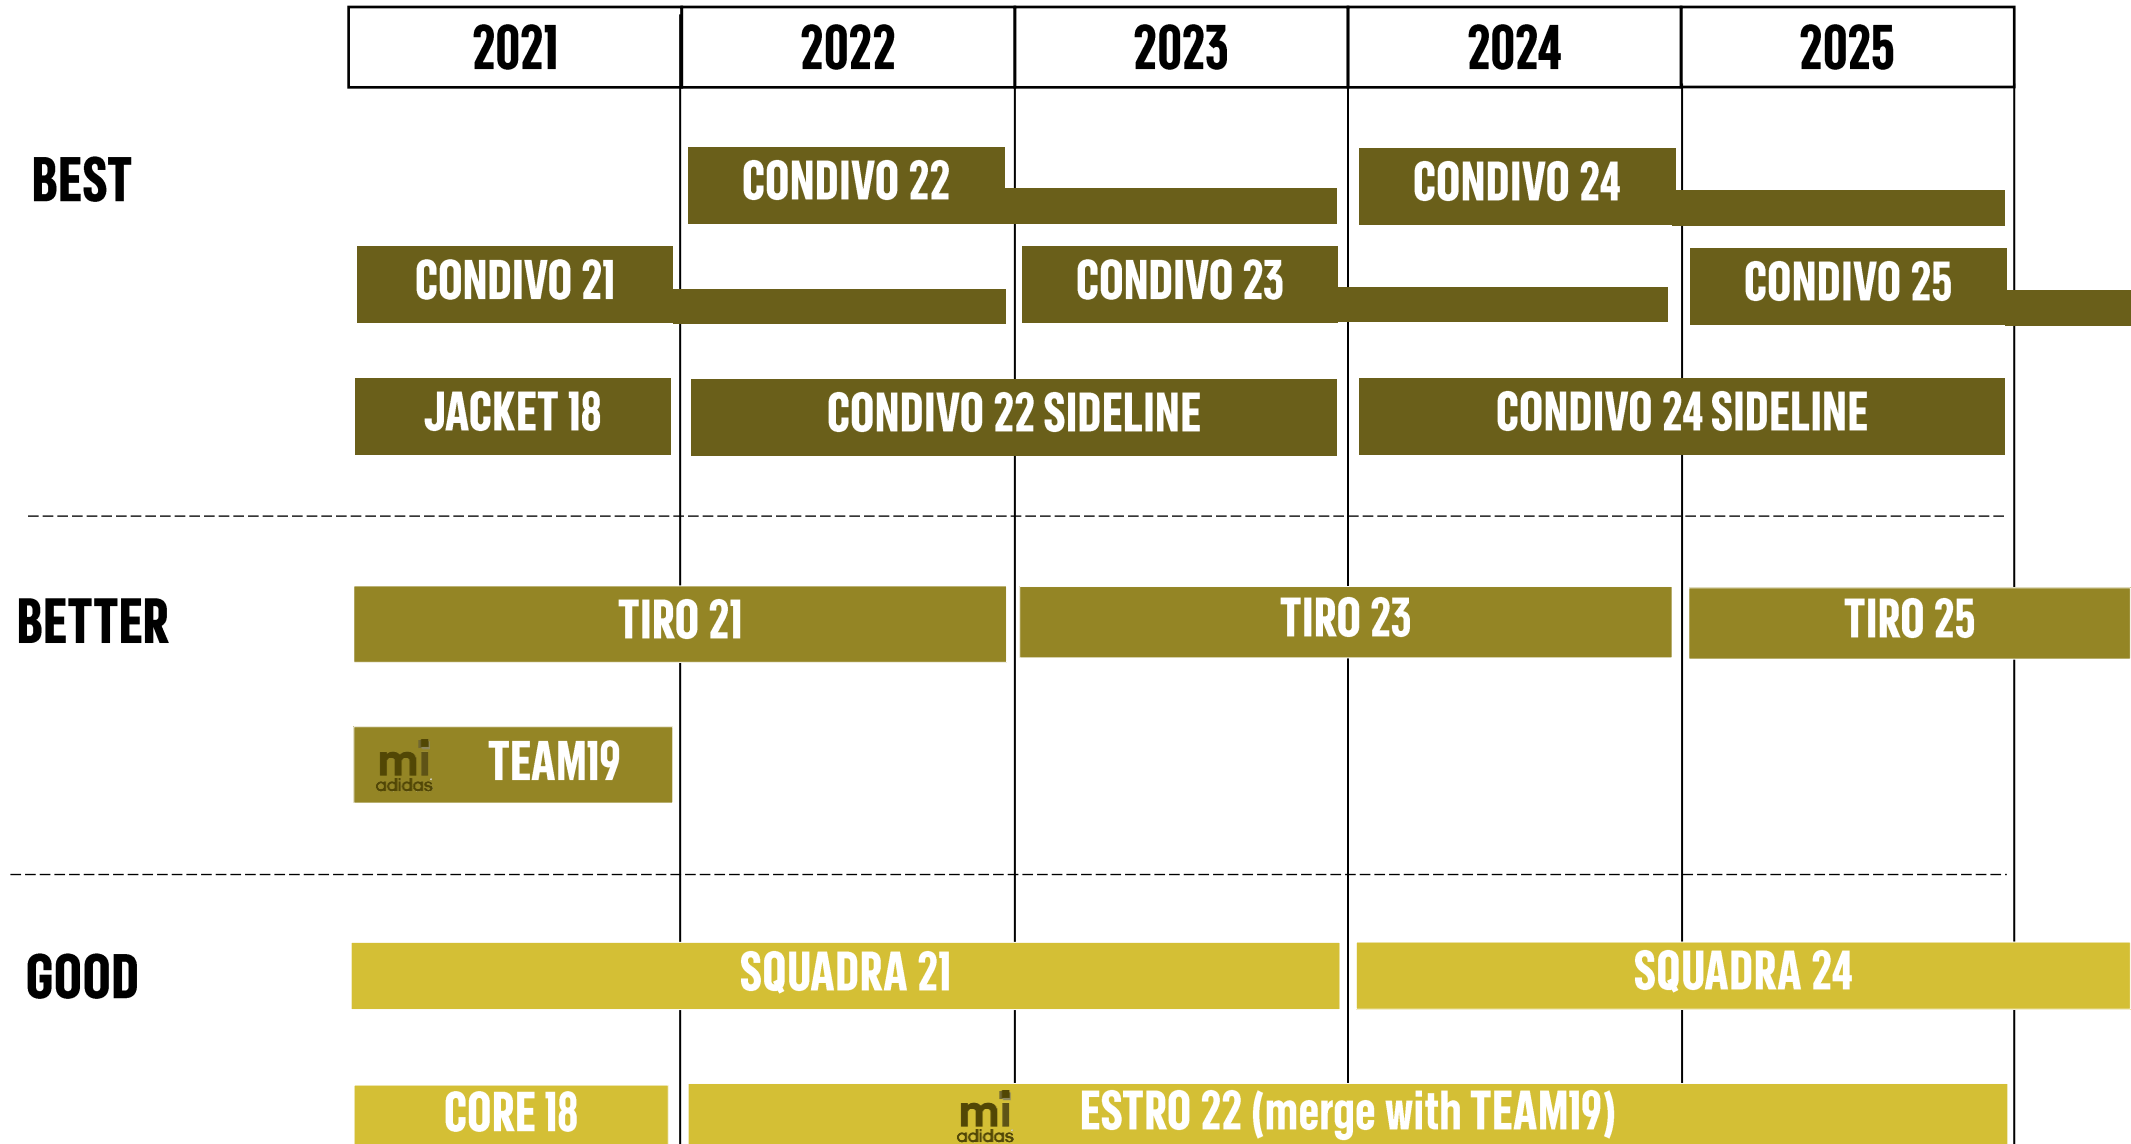 2021 2022 2023 2024 2025
BEST
CONDIVO 22 CONDIVO 24
CONDIVO 21 CONDIVO 23 CONDIVO 25
JACKET 18 CONDIVO 22 SIDELINE CONDIVO 24 SIDELINE
BETTER
TIRO 21 TIRO 23 TIRO 25
mi adidas TEAM19
GOOD
SQUADRA 21 SQUADRA 24
CORE 18 mi adidas ESTRO 22 (merge with TEAM19)